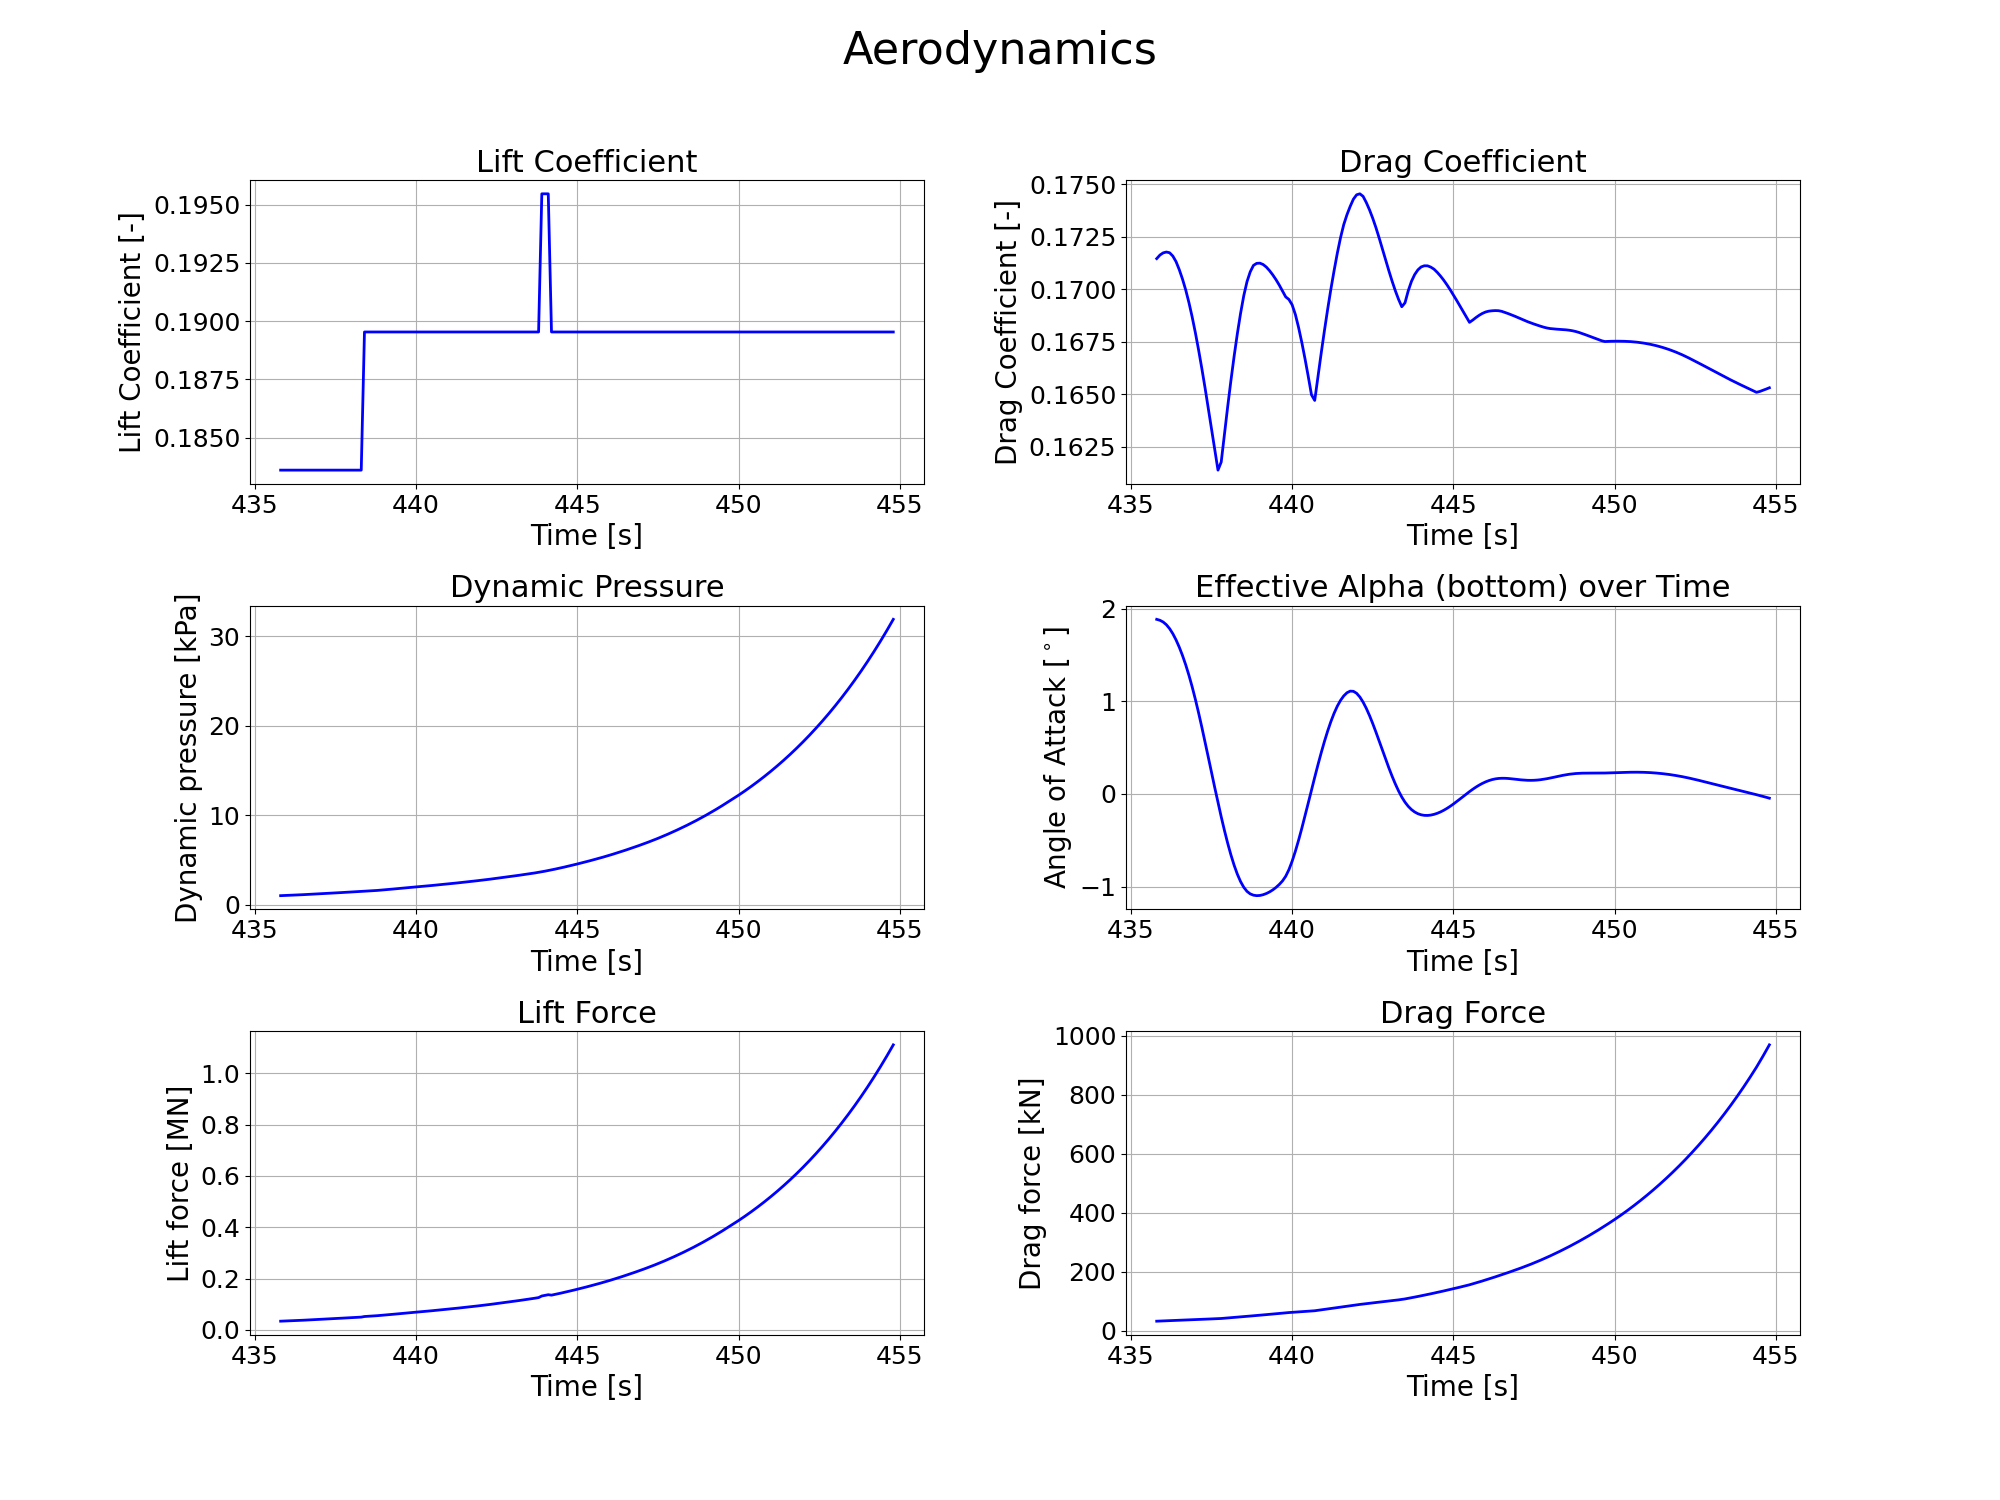 Aerodynamics
Lift Coefficient
Lift Coefficient [-]
0.1950
0.1925
0.1900
0.1875
0.1850
435 440 445 450 455
Time [s]
Drag Coefficient
Drag Coefficient [-]
0.1750
0.1725
0.1700
0.1675
0.1650
0.1625
435 440 445 450 455
Time [s]
Dynamic Pressure
Dynamic pressure [kPa]
30
20
10
0
435 440 445 450 455
Time [s]
Effective Alpha (bottom) over Time
Angle of Attack [°]
2
1
0
−1
435 440 445 450 455
Time [s]
Lift Force
Lift force [MN]
1.0
0.8
0.6
0.4
0.2
0.0
435 440 445 450 455
Time [s]
Drag Force
Drag force [kN]
1000
800
600
400
200
0
435 440 445 450 455
Time [s]